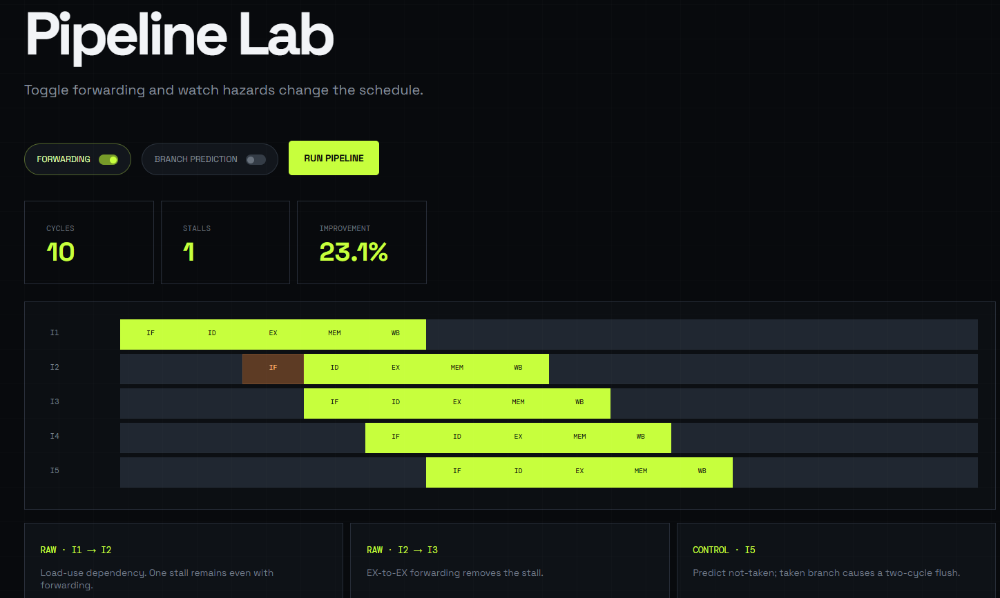 Pipeline Lab
Toggle forwarding and watch hazards change the schedule.
FORWARDING BRANCH PREDICTION RUN PIPELINE
CYCLES STALLS IMPROVEMENT
10 1 23.1%
I1 IF ID EX MEM WB
I2 IF ID EX MEM WB
I3 IF ID EX MEM WB
I4 IF ID EX MEM WB
I5 IF ID EX MEM WB
RAW · I1 → I2
Load-use dependency. One stall remains even with
forwarding.
RAW · I2 → I3
EX-to-EX forwarding removes the stall.
CONTROL · I5
Predict not-taken; taken branch causes a two-cycle flush.